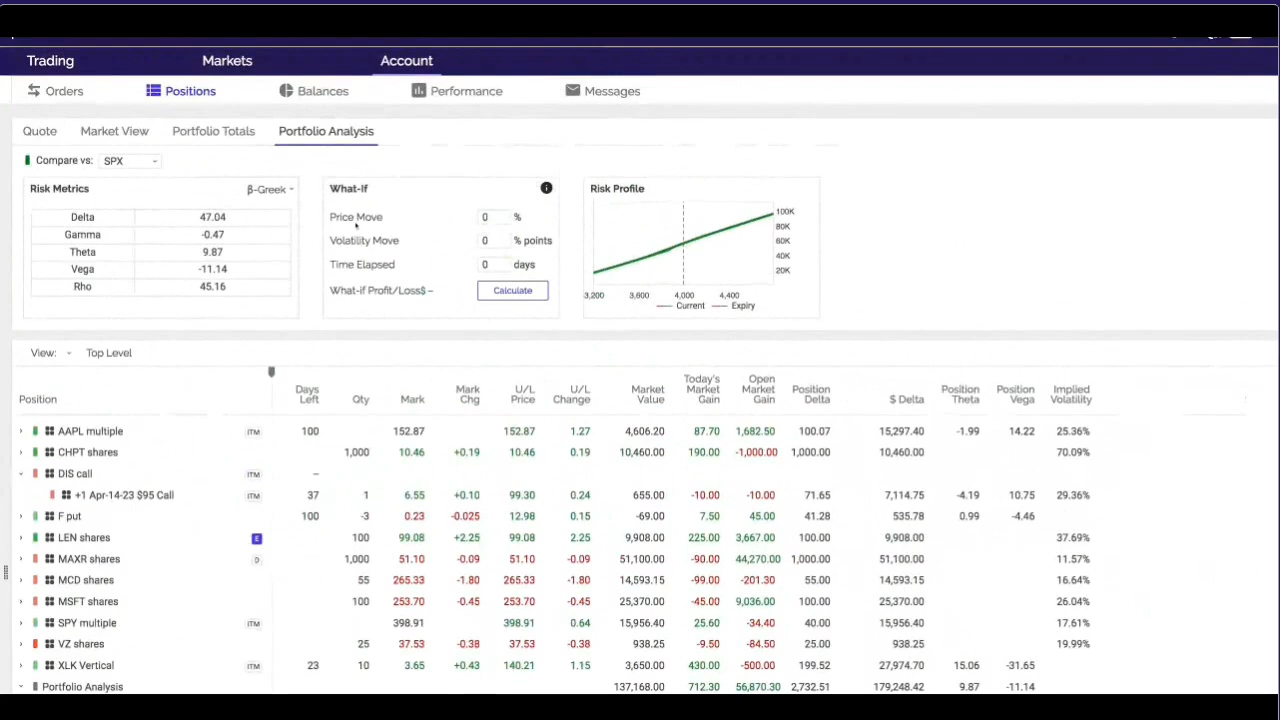 Trading Markets Account
Orders Positions Balances Performance Messages
Quote Market View Portfolio Totals Portfolio Analysis
Compare vs: SPX
Risk Metrics β-Greek
Delta 47.04
Gamma -0.47
Theta 9.87
Vega -11.14
Rho 45.16
What-If
Price Move 0 %
Volatility Move 0 % points
Time Elapsed 0 days
What-if Profit/Loss$ – Calculate
Risk Profile
100K
80K
60K
40K
20K
3,200 3,600 4,000 4,400
Current Expiry
View: Top Level
Position Days Left Qty Mark Mark Chg U/L Price U/L Change Market Value Today's Market Gain Open Market Gain Position Delta $ Delta Position Theta Position Vega Implied Volatility
AAPL multiple ITM 100 152.87 152.87 1.27 4,606.20 87.70 1,682.50 100.07 15,297.40 -1.99 14.22 25.36%
CHPT shares 1,000 10.46 +0.19 10.46 0.19 10,460.00 190.00 -1,000.00 1,000.00 10,460.00 70.09%
DIS call ITM –
+1 Apr-14-23 $95 Call ITM 37 1 6.55 +0.10 99.30 0.24 655.00 -10.00 -10.00 71.65 7,114.75 -4.19 10.75 29.36%
F put 100 -3 0.23 -0.025 12.98 0.15 -69.00 7.50 45.00 41.28 535.78 0.99 -4.46
LEN shares E 100 99.08 +2.25 99.08 2.25 9,908.00 225.00 3,667.00 100.00 9,908.00 37.69%
MAXR shares D 1,000 51.10 -0.09 51.10 -0.09 51,100.00 -90.00 44,270.00 1,000.00 51,100.00 11.57%
MCD shares 55 265.33 -1.80 265.33 -1.80 14,593.15 -99.00 -201.30 55.00 14,593.15 16.64%
MSFT shares 100 253.70 -0.45 253.70 -0.45 25,370.00 -45.00 9,036.00 100.00 25,370.00 26.04%
SPY multiple ITM 398.91 398.91 0.64 15,956.40 25.60 -34.40 40.00 15,956.40 17.61%
VZ shares 25 37.53 -0.38 37.53 -0.38 938.25 -9.50 -84.50 25.00 938.25 19.99%
XLK Vertical ITM 23 10 3.65 +0.43 140.21 1.15 3,650.00 430.00 -500.00 199.52 27,974.70 15.06 -31.65
Portfolio Analysis 137,168.00 712.30 56,870.30 2,732.51 179,248.42 9.87 -11.14